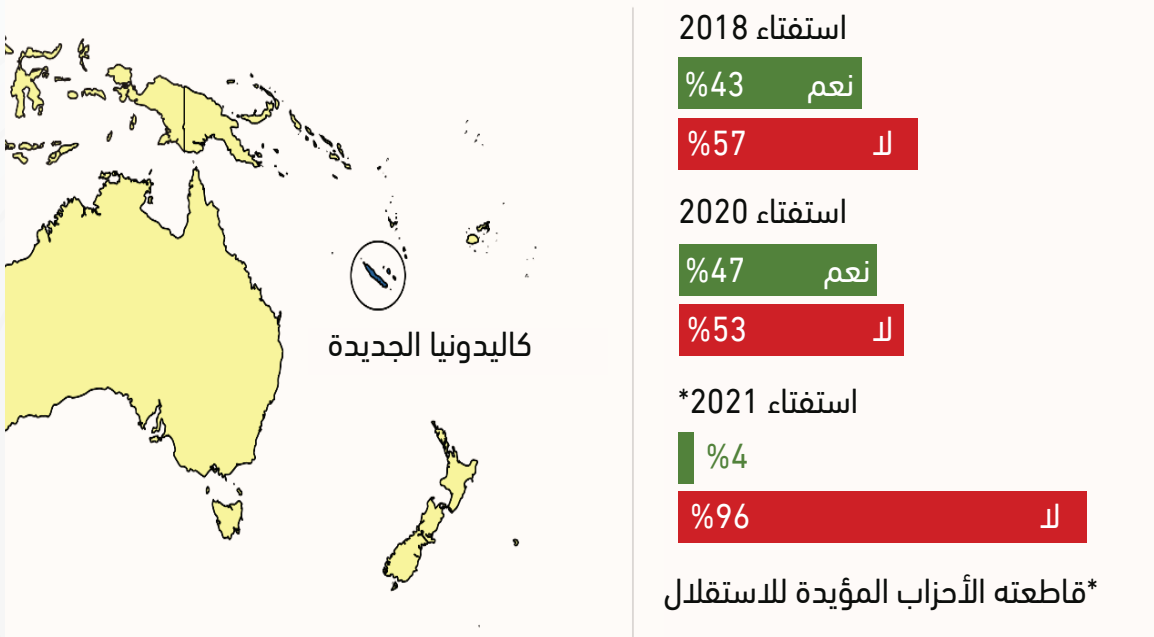 استفتاء 2018
نعم %43
لا %57
استفتاء 2020
نعم %47
لا %53
استفتاء 2021*
%4
لا %96
*قاطعته الأحزاب المؤيدة للاستقلال
كاليدونيا الجديدة